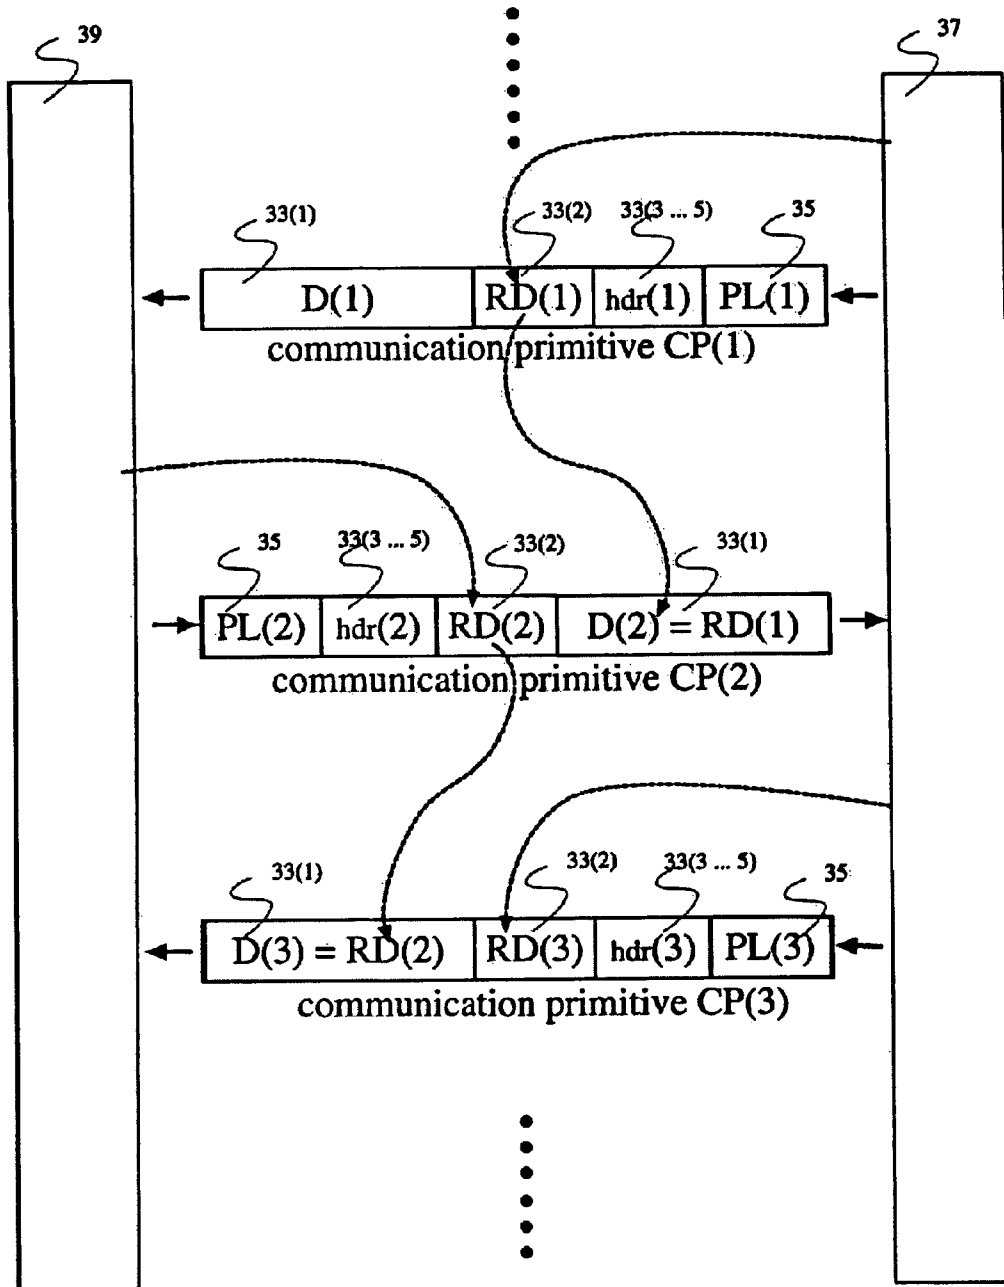 39
37
33(1)
33(2)
33(3 ... 5)
35
D(1)
RD(1)
hdr(1)
PL(1)
communication primitive CP(1)
35
33(3 ... 5)
33(2)
33(1)
PL(2)
hdr(2)
RD(2)
D(2) = RD(1)
communication primitive CP(2)
33(1)
33(2)
33(3 ... 5)
35
D(3) = RD(2)
RD(3)
hdr(3)
PL(3)
communication primitive CP(3)